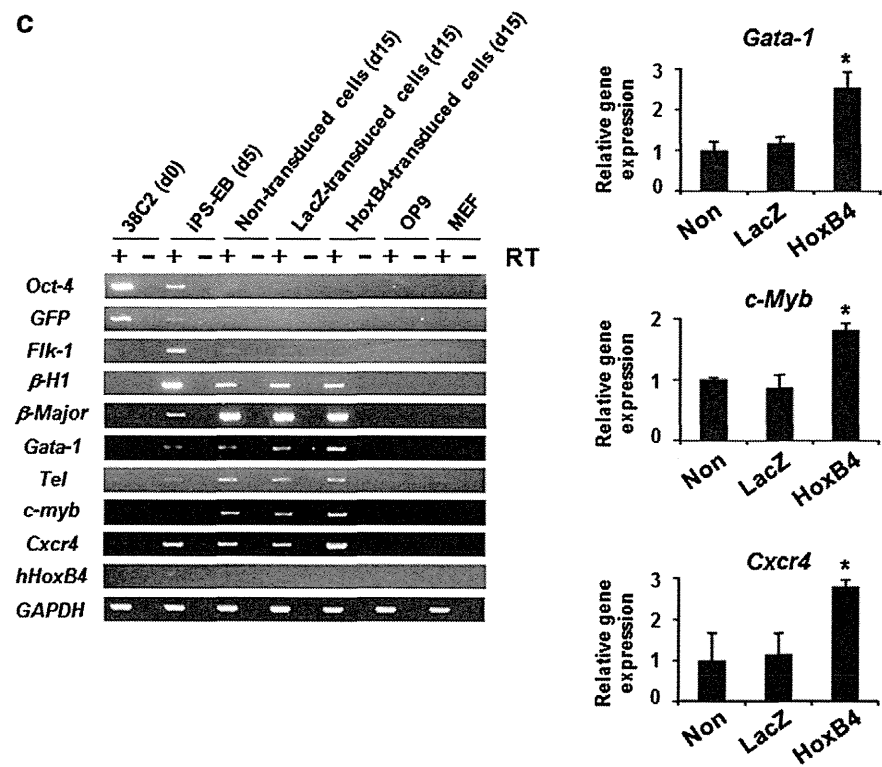 c
38C2 (d0)
iPS-EB (d5)
Non-transduced cells (d15)
LacZ-transduced cells (d15)
HoxB4-transduced cells (d15)
OP9
MEF
+ − + − + − + − + − + − + − RT
Oct-4
GFP
Flk-1
β-H1
β-Major
Gata-1
Tel
c-myb
Cxcr4
hHoxB4
GAPDH
Gata-1
Relative gene
expression
3
2
1
0
*
Non
LacZ
HoxB4
c-Myb
Relative gene
expression
2
1
0
*
Non
LacZ
HoxB4
Cxcr4
Relative gene
expression
3
2
1
0
*
Non
LacZ
HoxB4